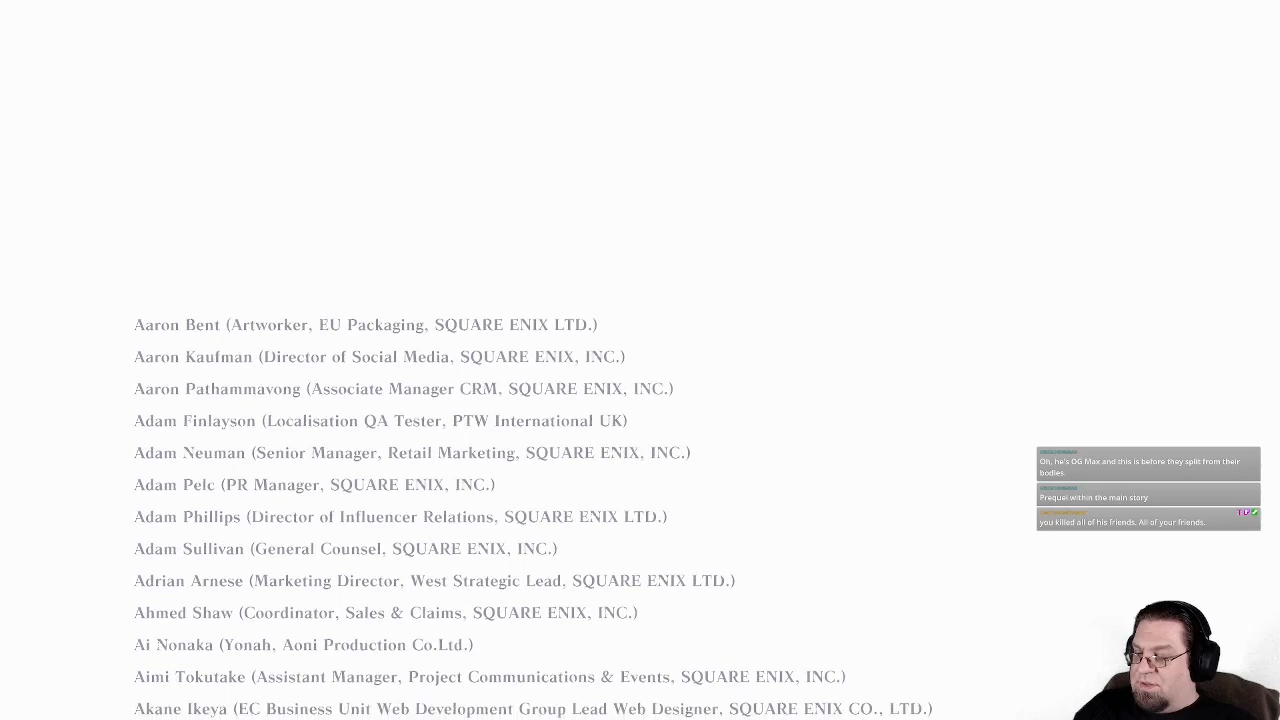 Aaron Bent (Artworker, EU Packaging, SQUARE ENIX LTD.)
Aaron Kaufman (Director of Social Media, SQUARE ENIX, INC.)
Aaron Pathammavong (Associate Manager CRM, SQUARE ENIX, INC.)
Adam Finlayson (Localisation QA Tester, PTW International UK)
Adam Neuman (Senior Manager, Retail Marketing, SQUARE ENIX, INC.)
Adam Pelc (PR Manager, SQUARE ENIX, INC.)
Adam Phillips (Director of Influencer Relations, SQUARE ENIX LTD.)
Adam Sullivan (General Counsel, SQUARE ENIX, INC.)
Adrian Arnese (Marketing Director, West Strategic Lead, SQUARE ENIX LTD.)
Ahmed Shaw (Coordinator, Sales & Claims, SQUARE ENIX, INC.)
Ai Nonaka (Yonah, Aoni Production Co.Ltd.)
Aimi Tokutake (Assistant Manager, Project Communications & Events, SQUARE ENIX, INC.)
Akane Ikeya (EC Business Unit Web Development Group Lead Web Designer, SQUARE ENIX CO., LTD.)
Oh, he's OG Max and this is before they split from their
bodies.
Prequel within the main story
you killed all of his friends. All of your friends.